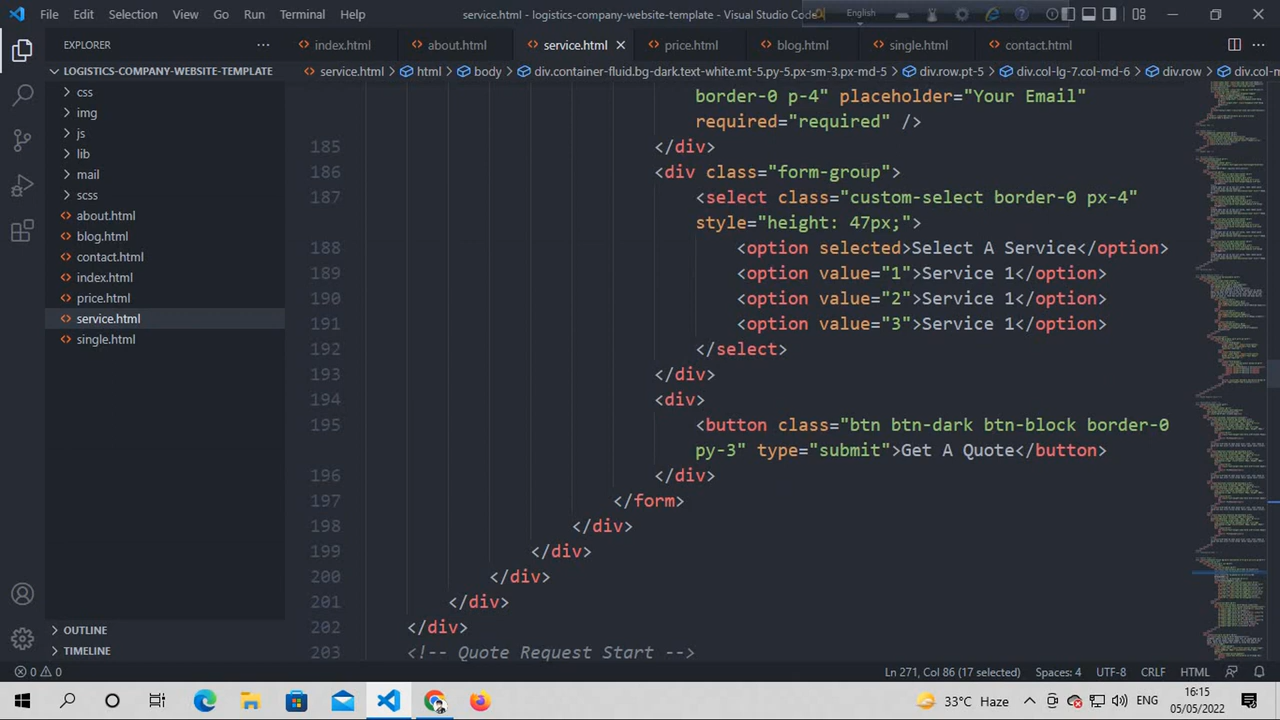 File Edit Selection View Go Run Terminal Help
service.html - logistics-company-website-template - Visual Studio Code
English
EXPLORER
index.html
about.html
service.html
price.html
blog.html
single.html
contact.html
LOGISTICS-COMPANY-WEBSITE-TEMPLATE
service.html > html > body > div.container-fluid.bg-dark.text-white.mt-5.py-5.px-sm-3.px-md-5 > div.row.pt-5 > div.col-lg-7.col-md-6 > div.row > div.col-m
css
img
js
lib
mail
scss
about.html
blog.html
contact.html
index.html
price.html
service.html
single.html
border-0 p-4" placeholder="Your Email"
required="required" />
185 </div>
186 <div class="form-group">
187 <select class="custom-select border-0 px-4"
style="height: 47px;">
188 <option selected>Select A Service</option>
189 <option value="1">Service 1</option>
190 <option value="2">Service 1</option>
191 <option value="3">Service 1</option>
192 </select>
193 </div>
194 <div>
195 <button class="btn btn-dark btn-block border-0
py-3" type="submit">Get A Quote</button>
196 </div>
197 </form>
198 </div>
199 </div>
200 </div>
201 </div>
202 </div>
203 <!-- Quote Request Start -->
OUTLINE
TIMELINE
0 0
Ln 271, Col 86 (17 selected) Spaces: 4 UTF-8 CRLF HTML
33°C Haze
ENG
16:15
05/05/2022